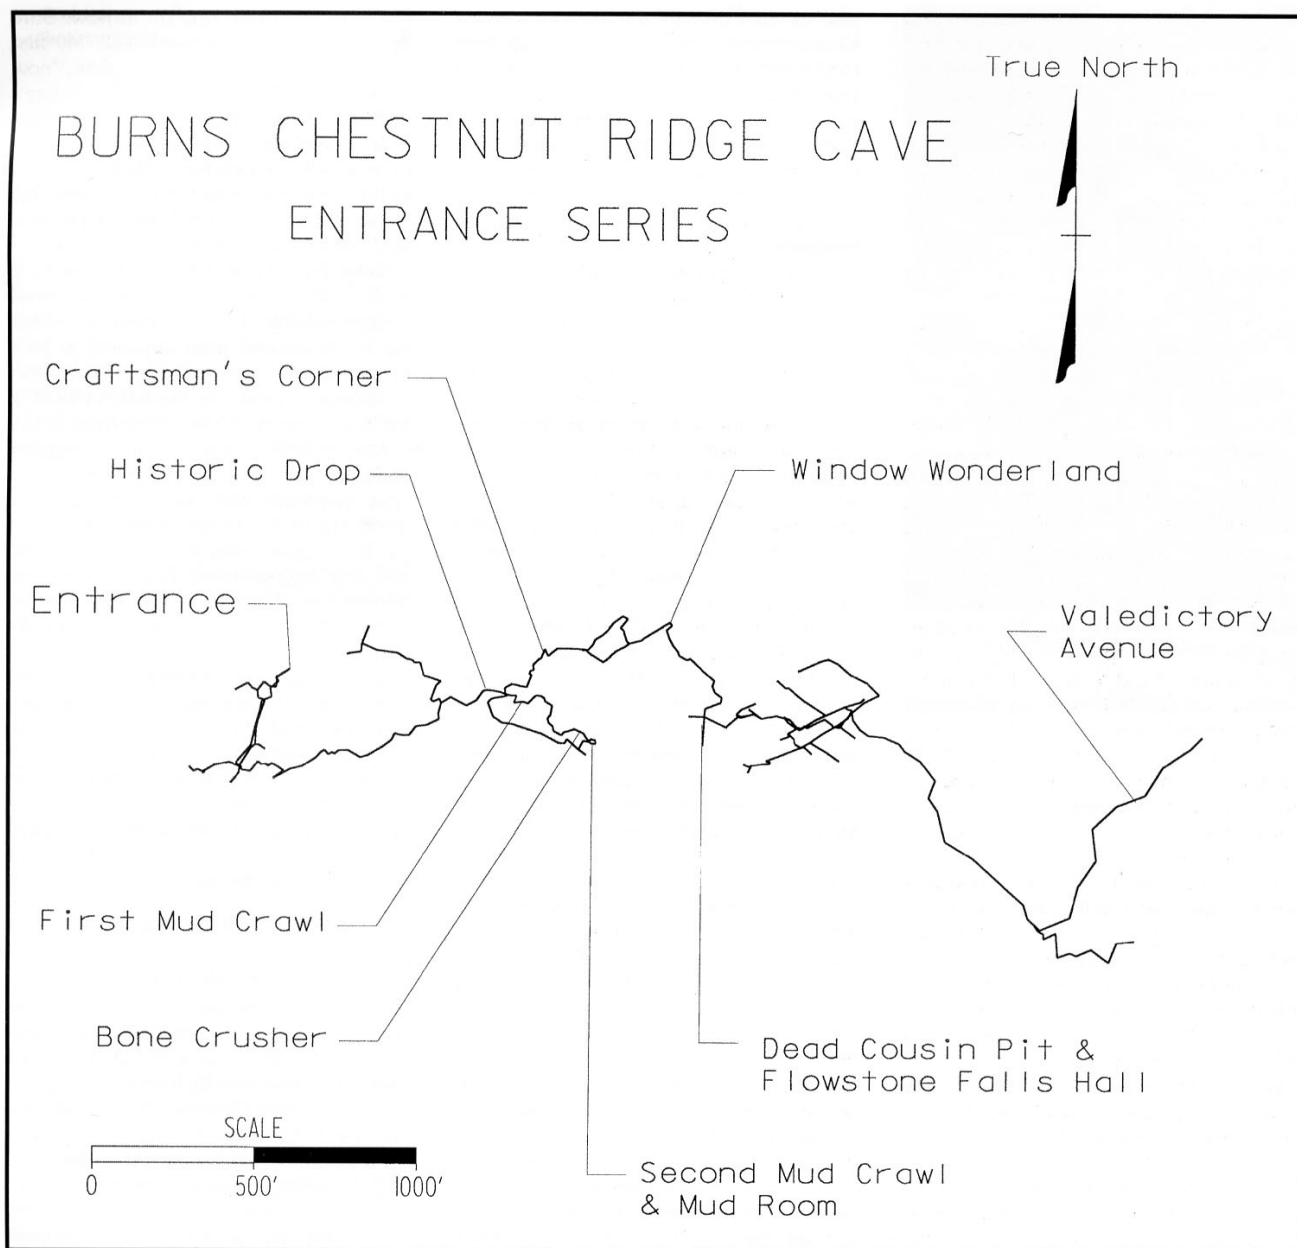 True North
BURNS CHESTNUT RIDGE CAVE
ENTRANCE SERIES
Craftsman's Corner
Historic Drop
Window Wonderland
Entrance
Valedictory
Avenue
First Mud Crawl
Bone Crusher
Dead Cousin Pit &
Flowstone Falls Hall
SCALE
0 500' 1000'
Second Mud Crawl
& Mud Room